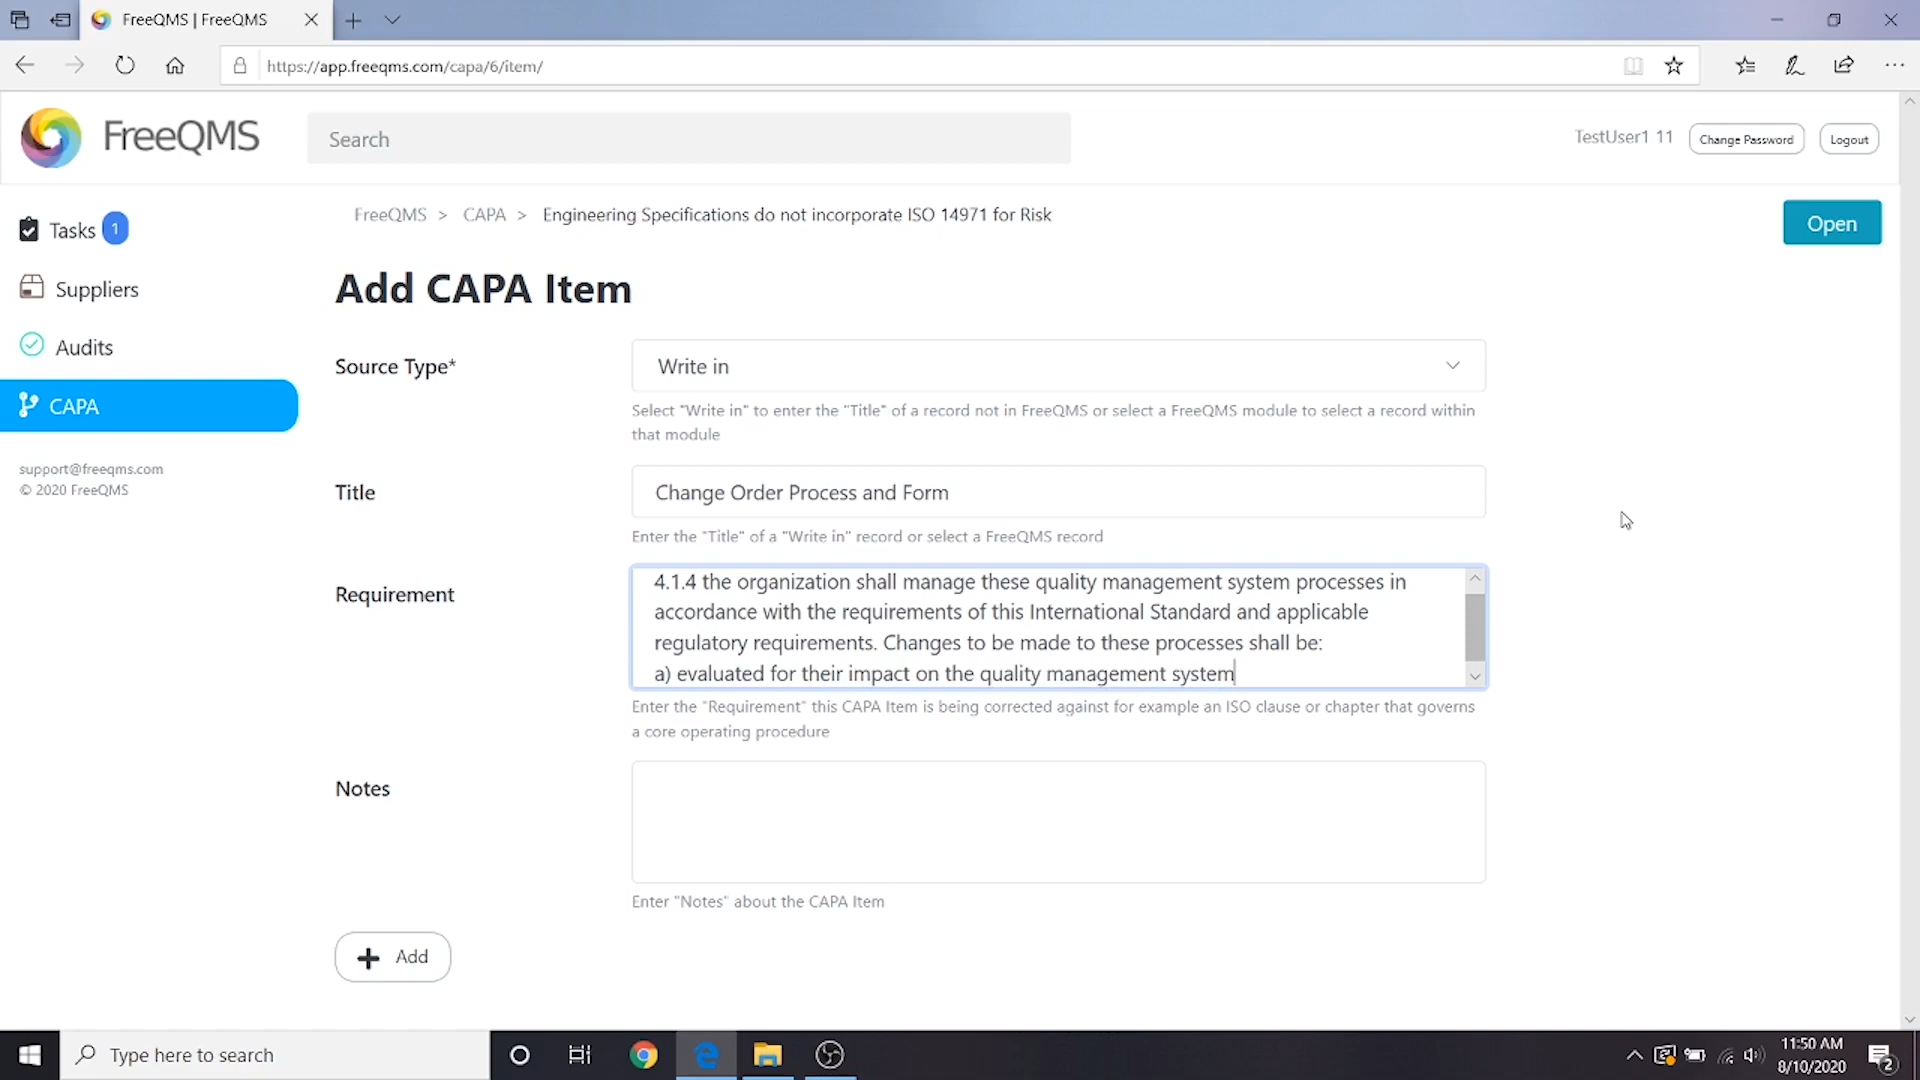 FreeQMS | FreeQMS
https://app.freeqms.com/capa/6/item/
FreeQMS
Search
TestUser1 11
Change Password
Logout
Tasks 1
Suppliers
Audits
CAPA
support@freeqms.com
© 2020 FreeQMS
FreeQMS > CAPA > Engineering Specifications do not incorporate ISO 14971 for Risk
Open
Add CAPA Item
Source Type*
Write in
Select "Write in" to enter the "Title" of a record not in FreeQMS or select a FreeQMS module to select a record within
that module
Title
Change Order Process and Form
Enter the "Title" of a "Write in" record or select a FreeQMS record
Requirement
4.1.4 the organization shall manage these quality management system processes in
accordance with the requirements of this International Standard and applicable
regulatory requirements. Changes to be made to these processes shall be:
a) evaluated for their impact on the quality management system
Enter the "Requirement" this CAPA Item is being corrected against for example an ISO clause or chapter that governs
a core operating procedure
Notes
Enter "Notes" about the CAPA Item
Add
Type here to search
11:50 AM
8/10/2020
2